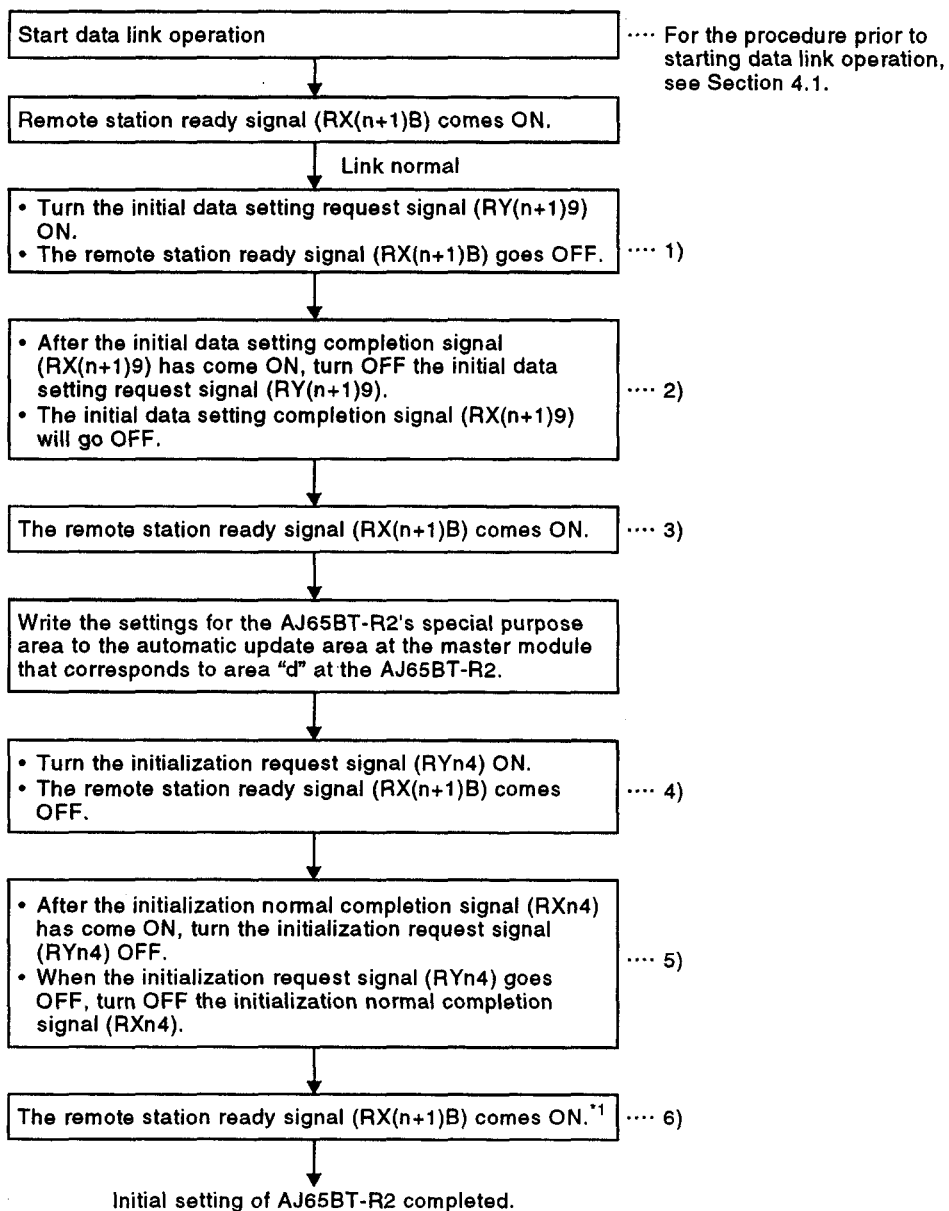 Start data link operation
···· For the procedure prior to
starting data link operation,
see Section 4.1.
Remote station ready signal (RX(n+1)B) comes ON.
Link normal
• Turn the initial data setting request signal (RY(n+1)9)
ON.
• The remote station ready signal (RX(n+1)B) goes OFF.
···· 1)
• After the initial data setting completion signal
(RX(n+1)9) has come ON, turn OFF the initial data
setting request signal (RY(n+1)9).
• The initial data setting completion signal (RX(n+1)9)
will go OFF.
···· 2)
The remote station ready signal (RX(n+1)B) comes ON.
···· 3)
Write the settings for the AJ65BT-R2's special purpose
area to the automatic update area at the master module
that corresponds to area "d" at the AJ65BT-R2.
• Turn the initialization request signal (RYn4) ON.
• The remote station ready signal (RX(n+1)B) comes
OFF.
···· 4)
• After the initialization normal completion signal (RXn4)
has come ON, turn the initialization request signal
(RYn4) OFF.
• When the initialization request signal (RYn4) goes
OFF, turn OFF the initialization normal completion
signal (RXn4).
···· 5)
The remote station ready signal (RX(n+1)B) comes ON.*1
···· 6)
Initial setting of AJ65BT-R2 completed.